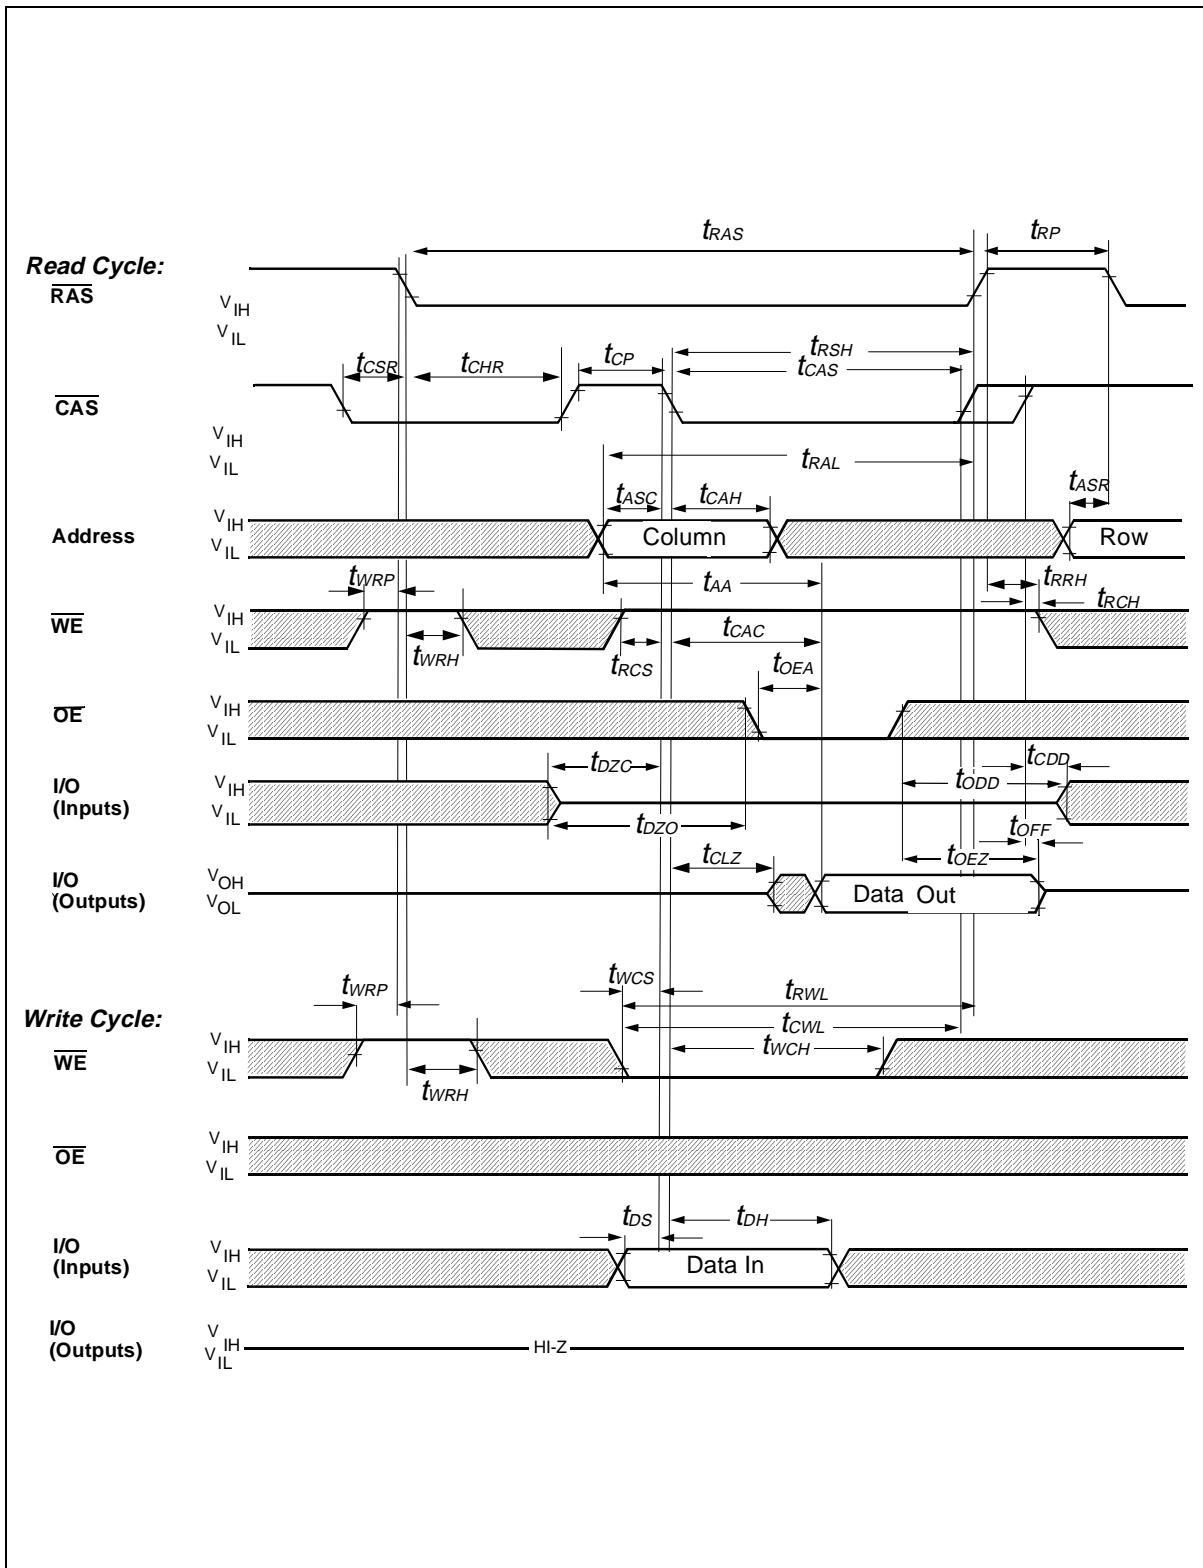 tRAS tRP
Read Cycle:
RAS
VIH
VIL
tRSH
tCSR tCHR tCP tCAS
CAS
VIH
VIL
tRAL
tASC tCAH tASR
Address
VIH
VIL
Column Row
tWRP tAA tRRH
tRCH
WE
VIH
VIL
tWRH tRCS tCAC
tOEA
OE
VIH
VIL
tDZC tCDD
tODD
I/O
(Inputs)
VIH
VIL
tDZO tOFF
tCLZ tOEZ
I/O
(Outputs)
VOH
VOL
Data Out
tWRP tWCS tRWL
Write Cycle:
tCWL
tWCH
WE
VIH
VIL
tWRH
OE
VIH
VIL
tDS tDH
I/O
(Inputs)
VIH
VIL
Data In
I/O
(Outputs)
VIH
VIL
HI-Z